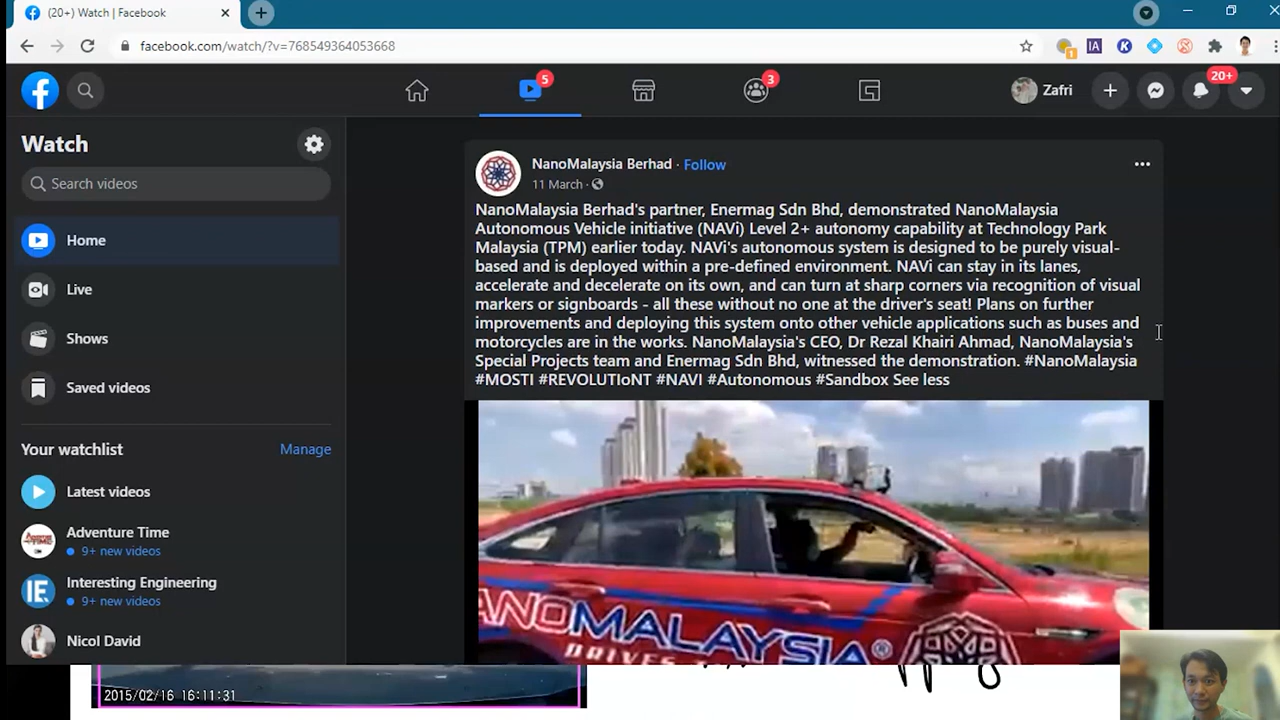 (20+) Watch | Facebook
facebook.com/watch/?v=768549364053668
1
IA
K
5
3
Zafri
20+
Watch
Search videos
Home
Live
Shows
Saved videos
Your watchlist
Manage
Latest videos
Adventure Time
9+ new videos
IE
Interesting Engineering
9+ new videos
Nicol David
NanoMalaysia Berhad · Follow
11 March ·
NanoMalaysia Berhad's partner, Enermag Sdn Bhd, demonstrated NanoMalaysia
Autonomous Vehicle initiative (NAVi) Level 2+ autonomy capability at Technology Park
Malaysia (TPM) earlier today. NAVi's autonomous system is designed to be purely visual-
based and is deployed within a pre-defined environment. NAVi can stay in its lanes,
accelerate and decelerate on its own, and can turn at sharp corners via recognition of visual
markers or signboards - all these without no one at the driver's seat! Plans on further
improvements and deploying this system onto other vehicle applications such as buses and
motorcycles are in the works. NanoMalaysia's CEO, Dr Rezal Khairi Ahmad, NanoMalaysia's
Special Projects team and Enermag Sdn Bhd, witnessed the demonstration. #NanoMalaysia
#MOSTI #REVOLUTIoNT #NAVI #Autonomous #Sandbox See less
ANOMALAYSIA®
DRIVES
2015/02/16 16:11:31